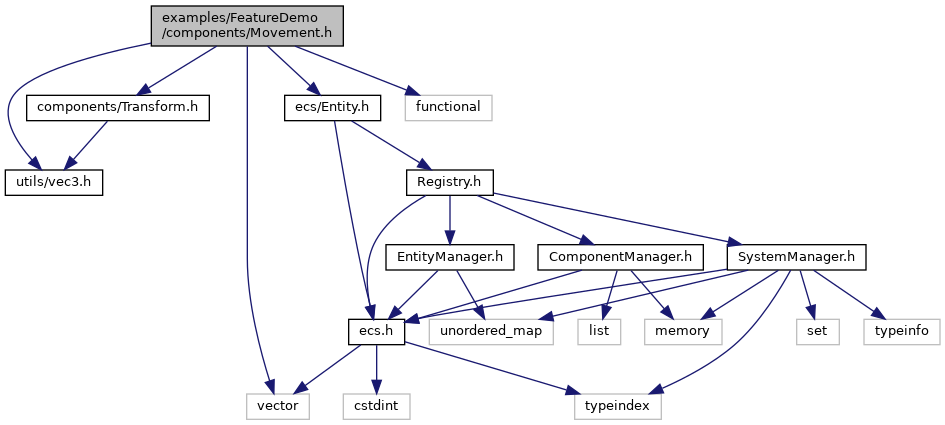 examples/FeatureDemo
/components/Movement.h
components/Transform.h
ecs/Entity.h
functional
utils/vec3.h
Registry.h
EntityManager.h
ComponentManager.h
SystemManager.h
ecs.h
unordered_map
list
memory
set
typeinfo
vector
cstdint
typeindex